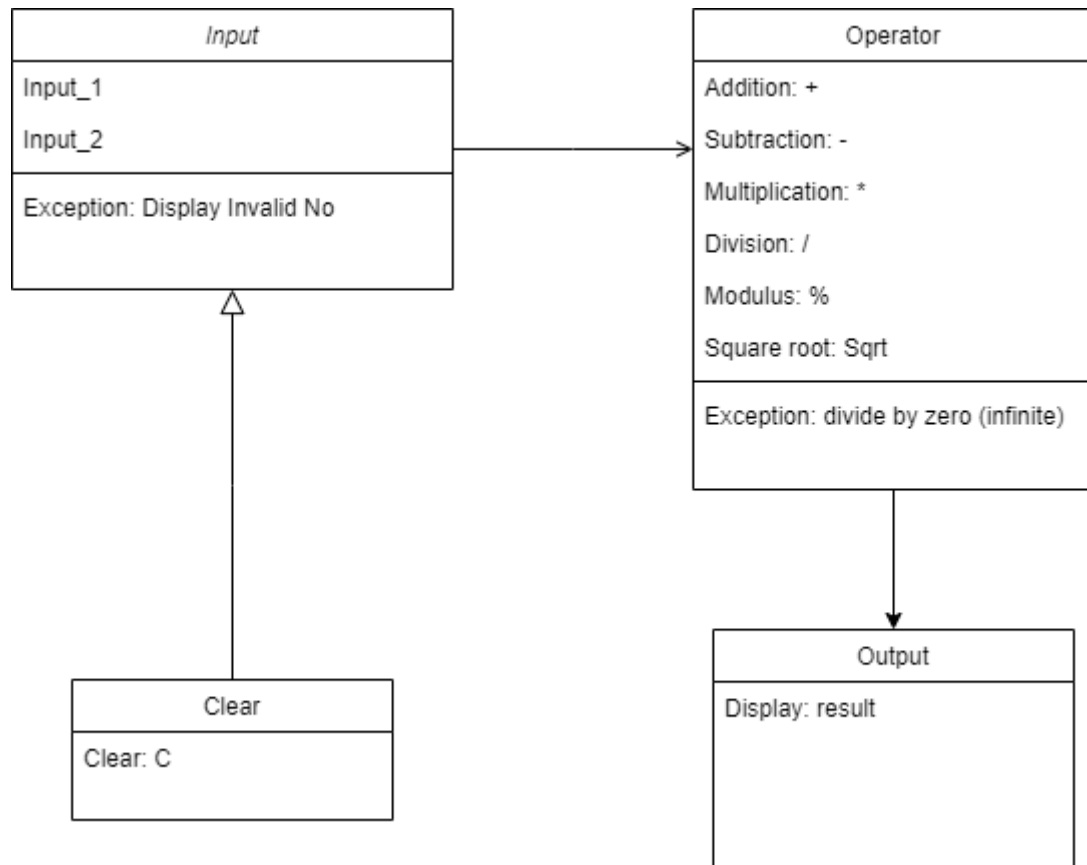 Input
Input_1
Input_2
Exception: Display Invalid No
Operator
Addition: +
Subtraction: -
Multiplication: *
Division: /
Modulus: %
Square root: Sqrt
Exception: divide by zero (infinite)
Clear
Clear: C
Output
Display: result